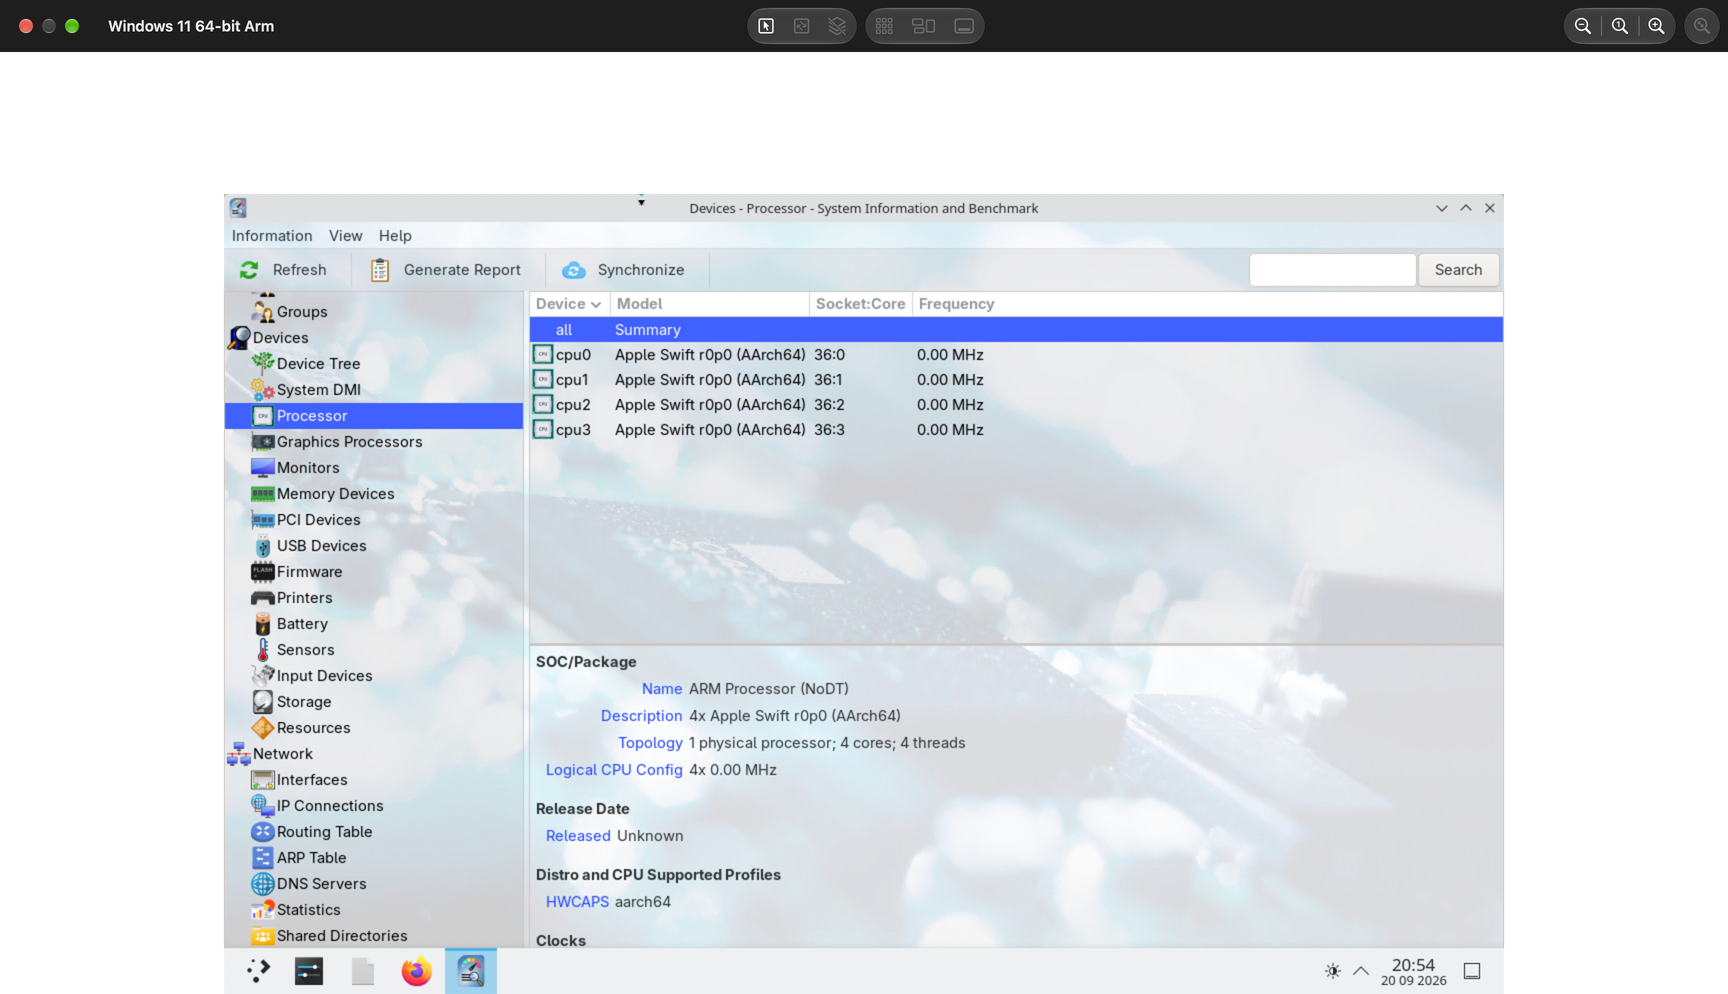 Windows 11 64-bit Arm
Devices - Processor - System Information and Benchmark
Information View Help
Refresh Generate Report Synchronize Search
Groups
Devices
Device Tree
System DMI
Processor
Graphics Processors
Monitors
Memory Devices
PCI Devices
USB Devices
Firmware
Printers
Battery
Sensors
Input Devices
Storage
Resources
Network
Interfaces
IP Connections
Routing Table
ARP Table
DNS Servers
Statistics
Shared Directories
Device Model Socket:Core Frequency
all Summary
cpu0 Apple Swift r0p0 (AArch64) 36:0 0.00 MHz
cpu1 Apple Swift r0p0 (AArch64) 36:1 0.00 MHz
cpu2 Apple Swift r0p0 (AArch64) 36:2 0.00 MHz
cpu3 Apple Swift r0p0 (AArch64) 36:3 0.00 MHz
SOC/Package
Name ARM Processor (NoDT)
Description 4x Apple Swift r0p0 (AArch64)
Topology 1 physical processor; 4 cores; 4 threads
Logical CPU Config 4x 0.00 MHz
Release Date
Released Unknown
Distro and CPU Supported Profiles
HWCAPS aarch64
Clocks
20:54
20 09 2026